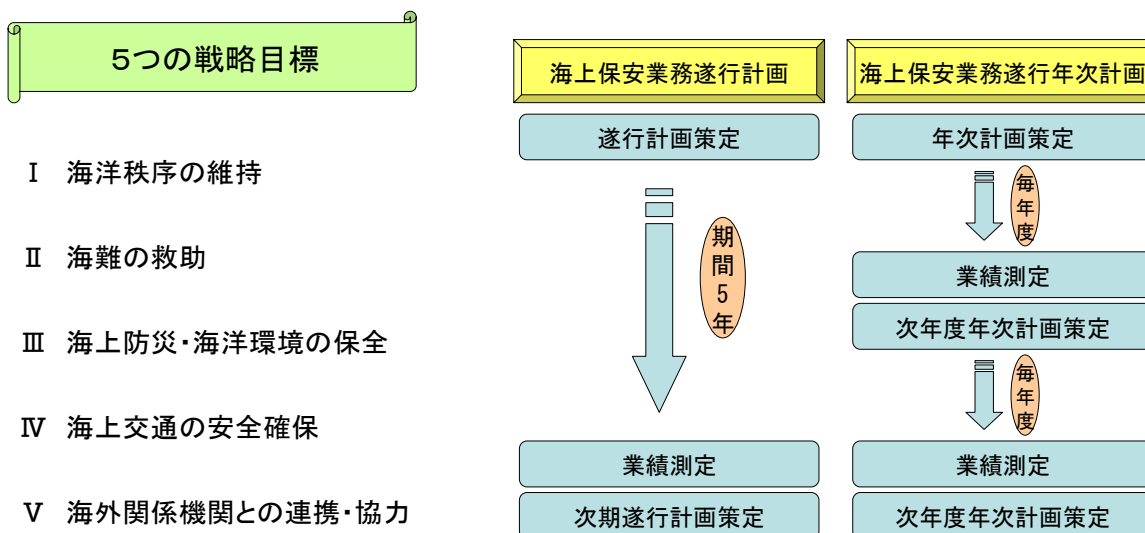 5つの戦略目標
Ⅰ 海洋秩序の維持
Ⅱ 海難の救助
Ⅲ 海上防災・海洋環境の保全
Ⅳ 海上交通の安全確保
Ⅴ 海外関係機関との連携・協力
海上保安業務遂行計画
遂行計画策定
期間5年
業績測定
次期遂行計画策定
海上保安業務遂行年次計画
年次計画策定
毎年度
業績測定
次年度年次計画策定
毎年度
業績測定
次年度年次計画策定